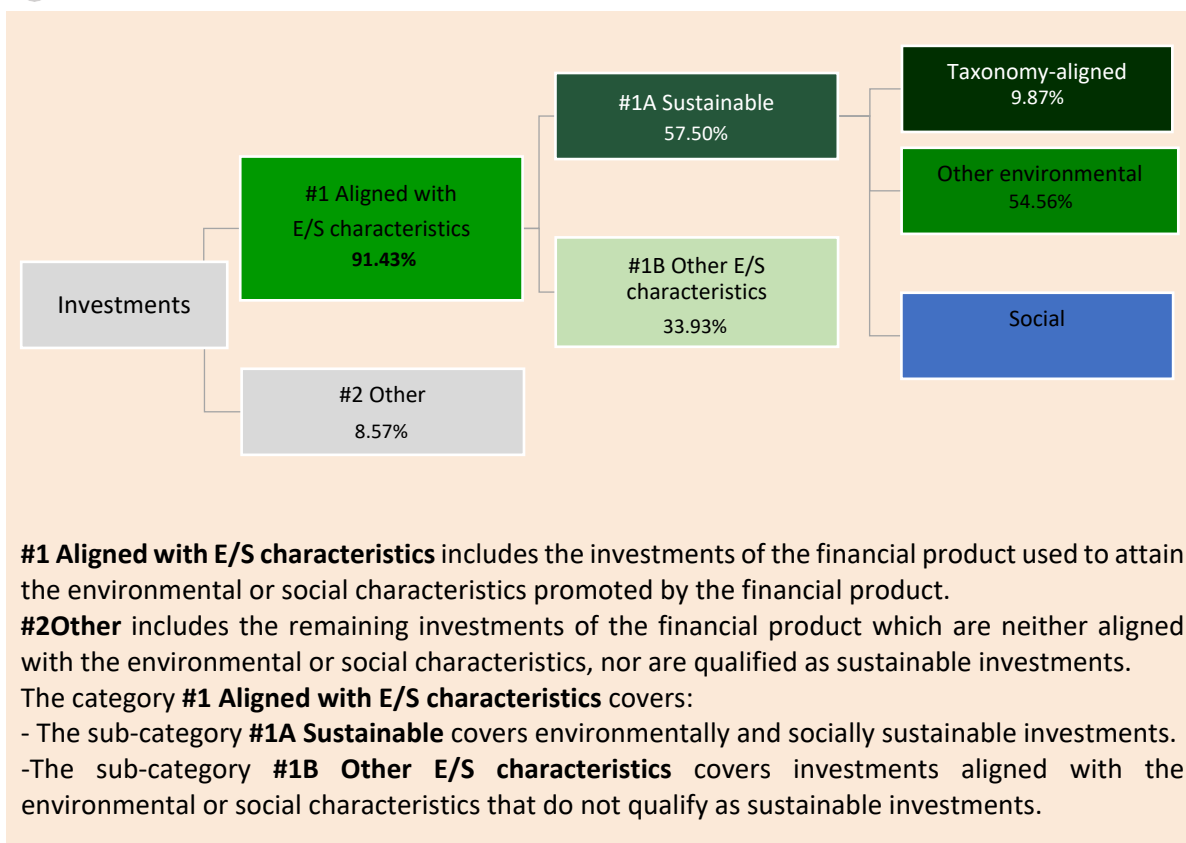 Investments
#1 Aligned with
E/S characteristics
91.43%
#2 Other
8.57%
#1A Sustainable
57.50%
#1B Other E/S
characteristics
33.93%
Taxonomy-aligned
9.87%
Other environmental
54.56%
Social
#1 Aligned with E/S characteristics includes the investments of the financial product used to attain
the environmental or social characteristics promoted by the financial product.
#2Other includes the remaining investments of the financial product which are neither aligned
with the environmental or social characteristics, nor are qualified as sustainable investments.
The category #1 Aligned with E/S characteristics covers:
- The sub-category #1A Sustainable covers environmentally and socially sustainable investments.
-The sub-category #1B Other E/S characteristics covers investments aligned with the
environmental or social characteristics that do not qualify as sustainable investments.